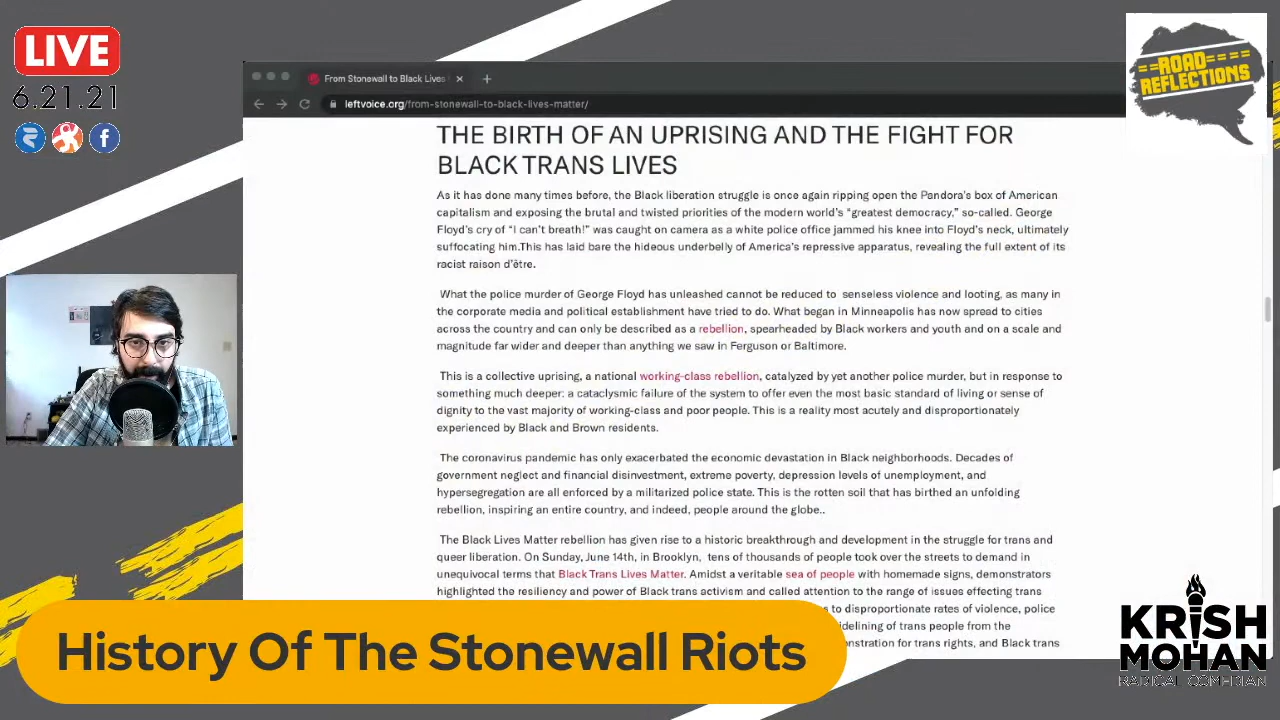 LIVE
6.21.21
From Stonewall to Black Lives
leftvoice.org/from-stonewall-to-black-lives-matter/
==ROAD====
REFLECTIONS
THE BIRTH OF AN UPRISING AND THE FIGHT FOR
BLACK TRANS LIVES
As it has done many times before, the Black liberation struggle is once again ripping open the Pandora's box of American
capitalism and exposing the brutal and twisted priorities of the modern world's “greatest democracy,” so-called. George
Floyd's cry of “I can't breath!” was caught on camera as a white police office jammed his knee into Floyd's neck, ultimately
suffocating him.This has laid bare the hideous underbelly of America's repressive apparatus, revealing the full extent of its
racist raison d'être.
What the police murder of George Floyd has unleashed cannot be reduced to senseless violence and looting, as many in
the corporate media and political establishment have tried to do. What began in Minneapolis has now spread to cities
across the country and can only be described as a rebellion, spearheaded by Black workers and youth and on a scale and
magnitude far wider and deeper than anything we saw in Ferguson or Baltimore.
This is a collective uprising, a national working-class rebellion, catalyzed by yet another police murder, but in response to
something much deeper: a cataclysmic failure of the system to offer even the most basic standard of living or sense of
dignity to the vast majority of working-class and poor people. This is a reality most acutely and disproportionately
experienced by Black and Brown residents.
The coronavirus pandemic has only exacerbated the economic devastation in Black neighborhoods. Decades of
government neglect and financial disinvestment, extreme poverty, depression levels of unemployment, and
hypersegregation are all enforced by a militarized police state. This is the rotten soil that has birthed an unfolding
rebellion, inspiring an entire country, and indeed, people around the globe..
The Black Lives Matter rebellion has given rise to a historic breakthrough and development in the struggle for trans and
queer liberation. On Sunday, June 14th, in Brooklyn, tens of thousands of people took over the streets to demand in
unequivocal terms that Black Trans Lives Matter. Amidst a veritable sea of people with homemade signs, demonstrators
highlighted the resiliency and power of Black trans activism and called attention to the range of issues effecting trans
to disproportionate rates of violence, police
idelining of trans people from the
nstration for trans rights, and Black trans
History Of The Stonewall Riots
KRISH
MOHAN
RADICAL COMEDIAN